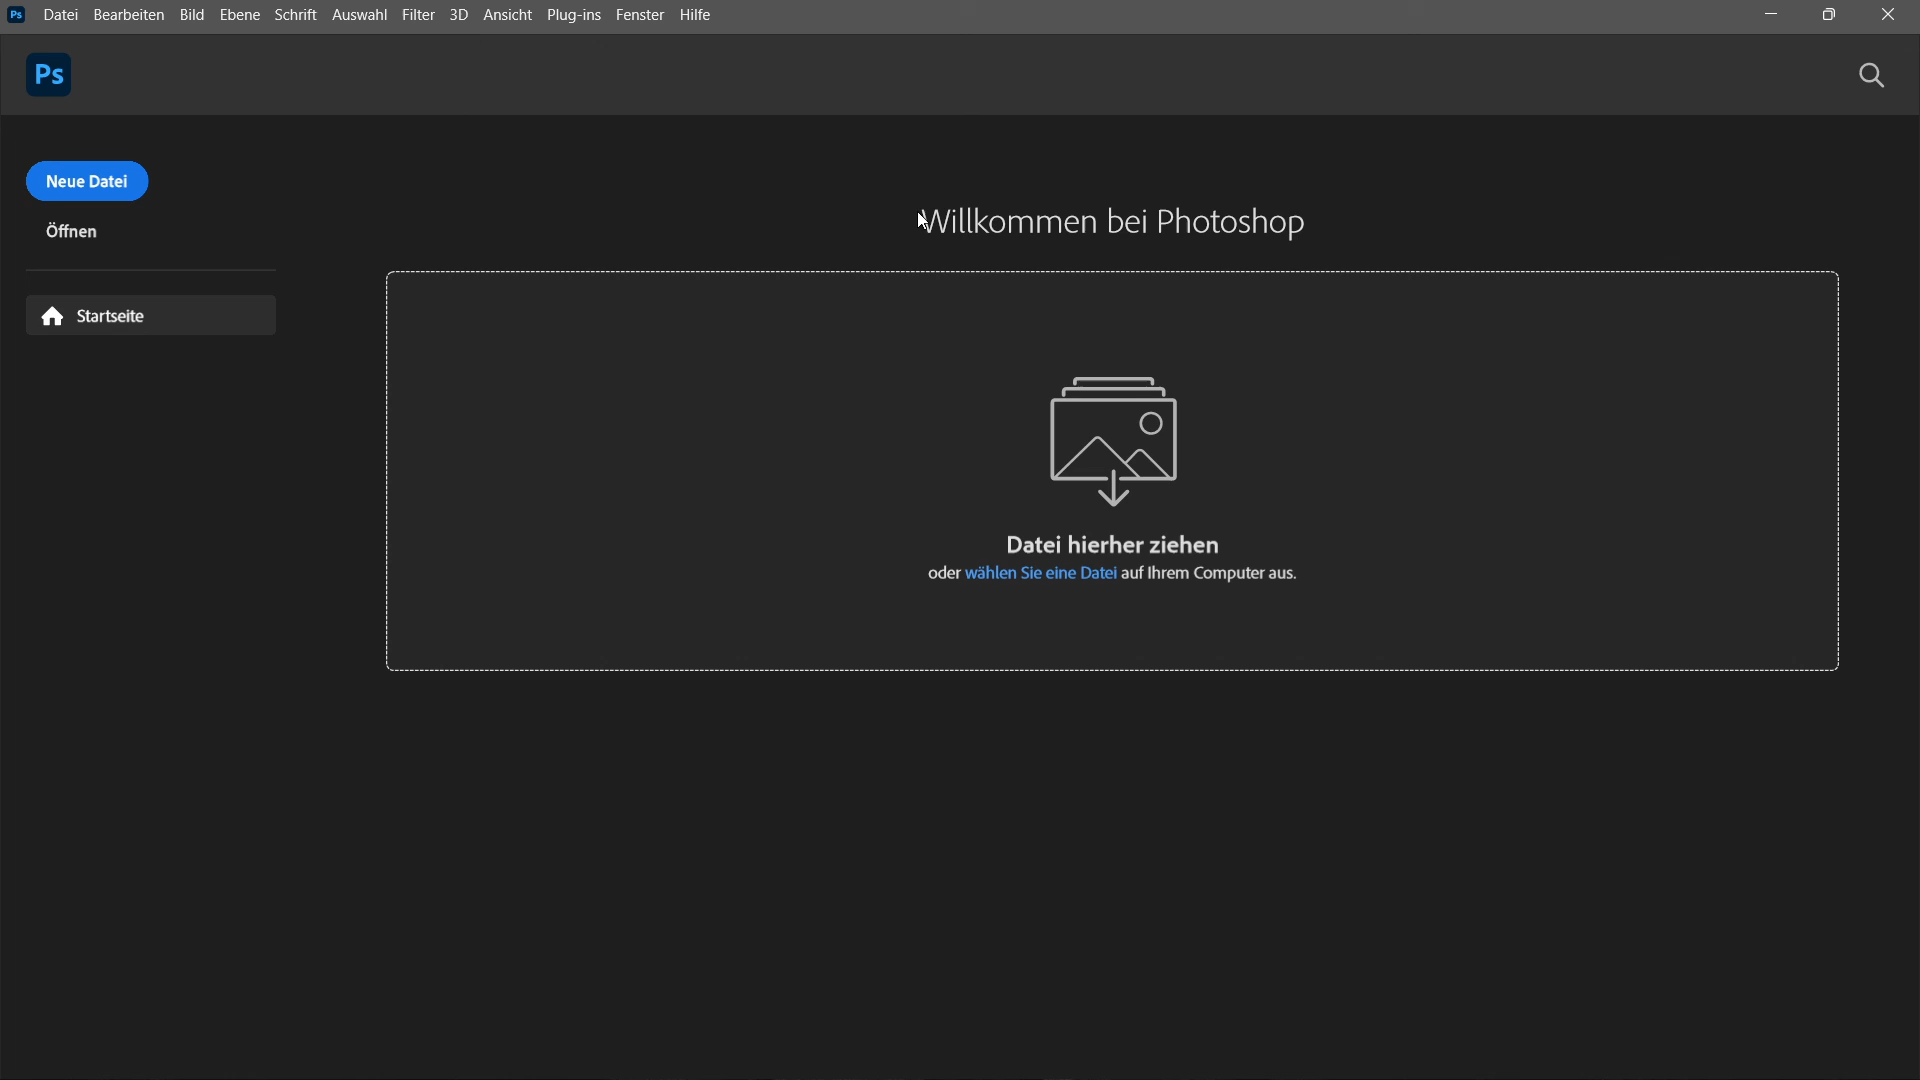 Ps Datei Bearbeiten Bild Ebene Schrift Auswahl Filter 3D Ansicht Plug-ins Fenster Hilfe
Ps
Neue Datei
Öffnen
Startseite
Willkommen bei Photoshop
Datei hierher ziehen
oder wählen Sie eine Datei auf Ihrem Computer aus.